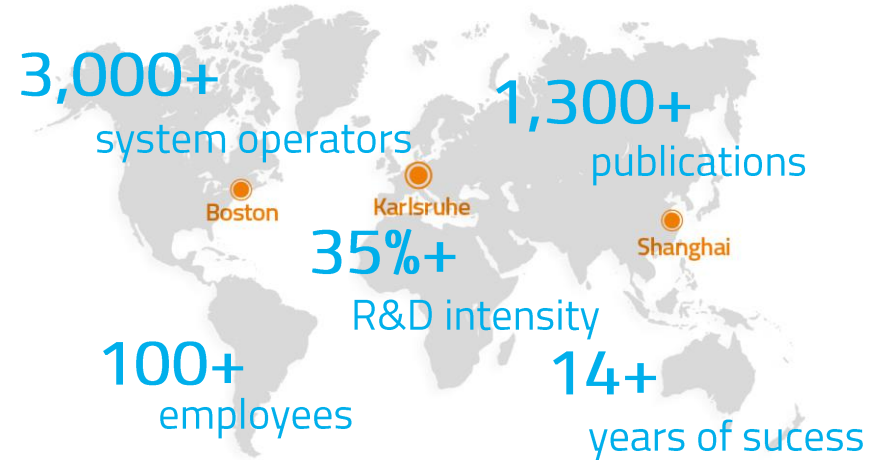 3,000+
system operators
1,300+
publications
Boston
Karlsruhe
Shanghai
35%+
R&D intensity
100+
employees
14+
years of sucess